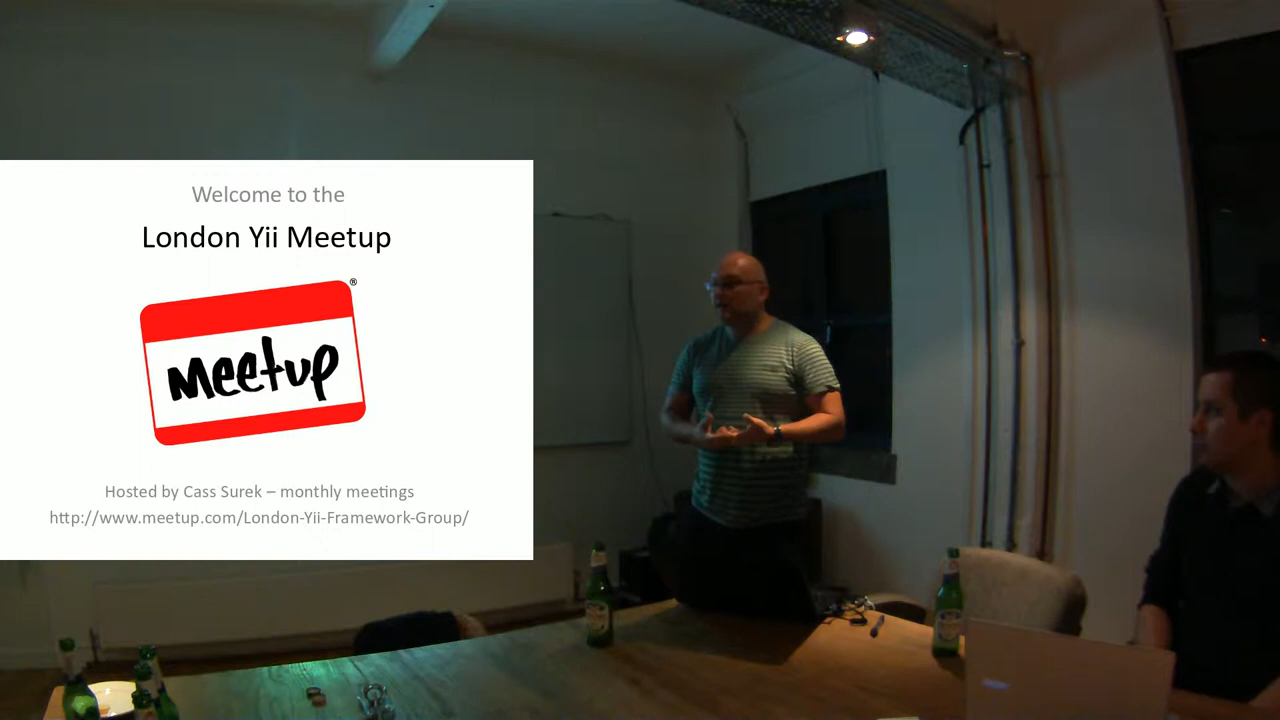 Welcome to the
London Yii Meetup
meetup®
Hosted by Cass Surek – monthly meetings
http://www.meetup.com/London-Yii-Framework-Group/